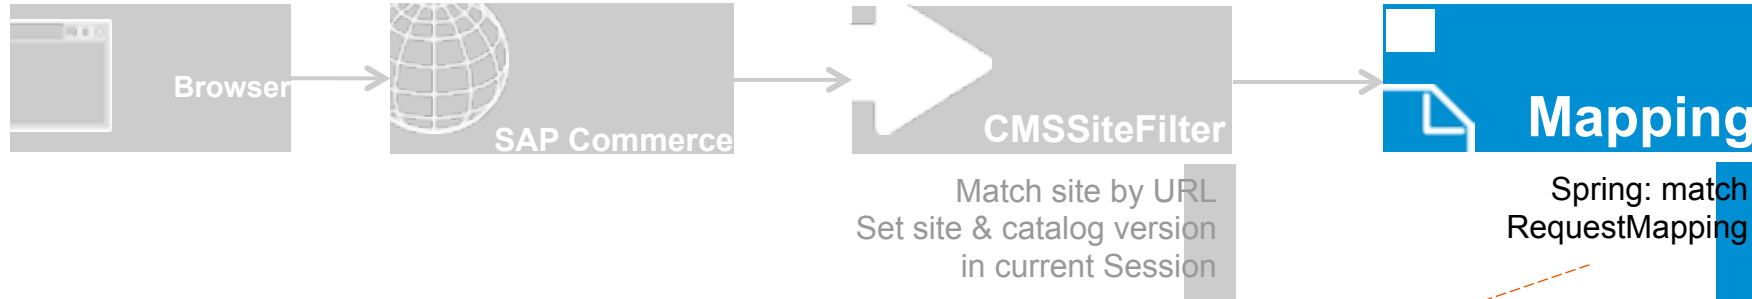 Browser
SAP Commerce
CMSSiteFilter
Mapping
Match site by URL
Set site & catalog version
in current Session
Spring: match
RequestMapping